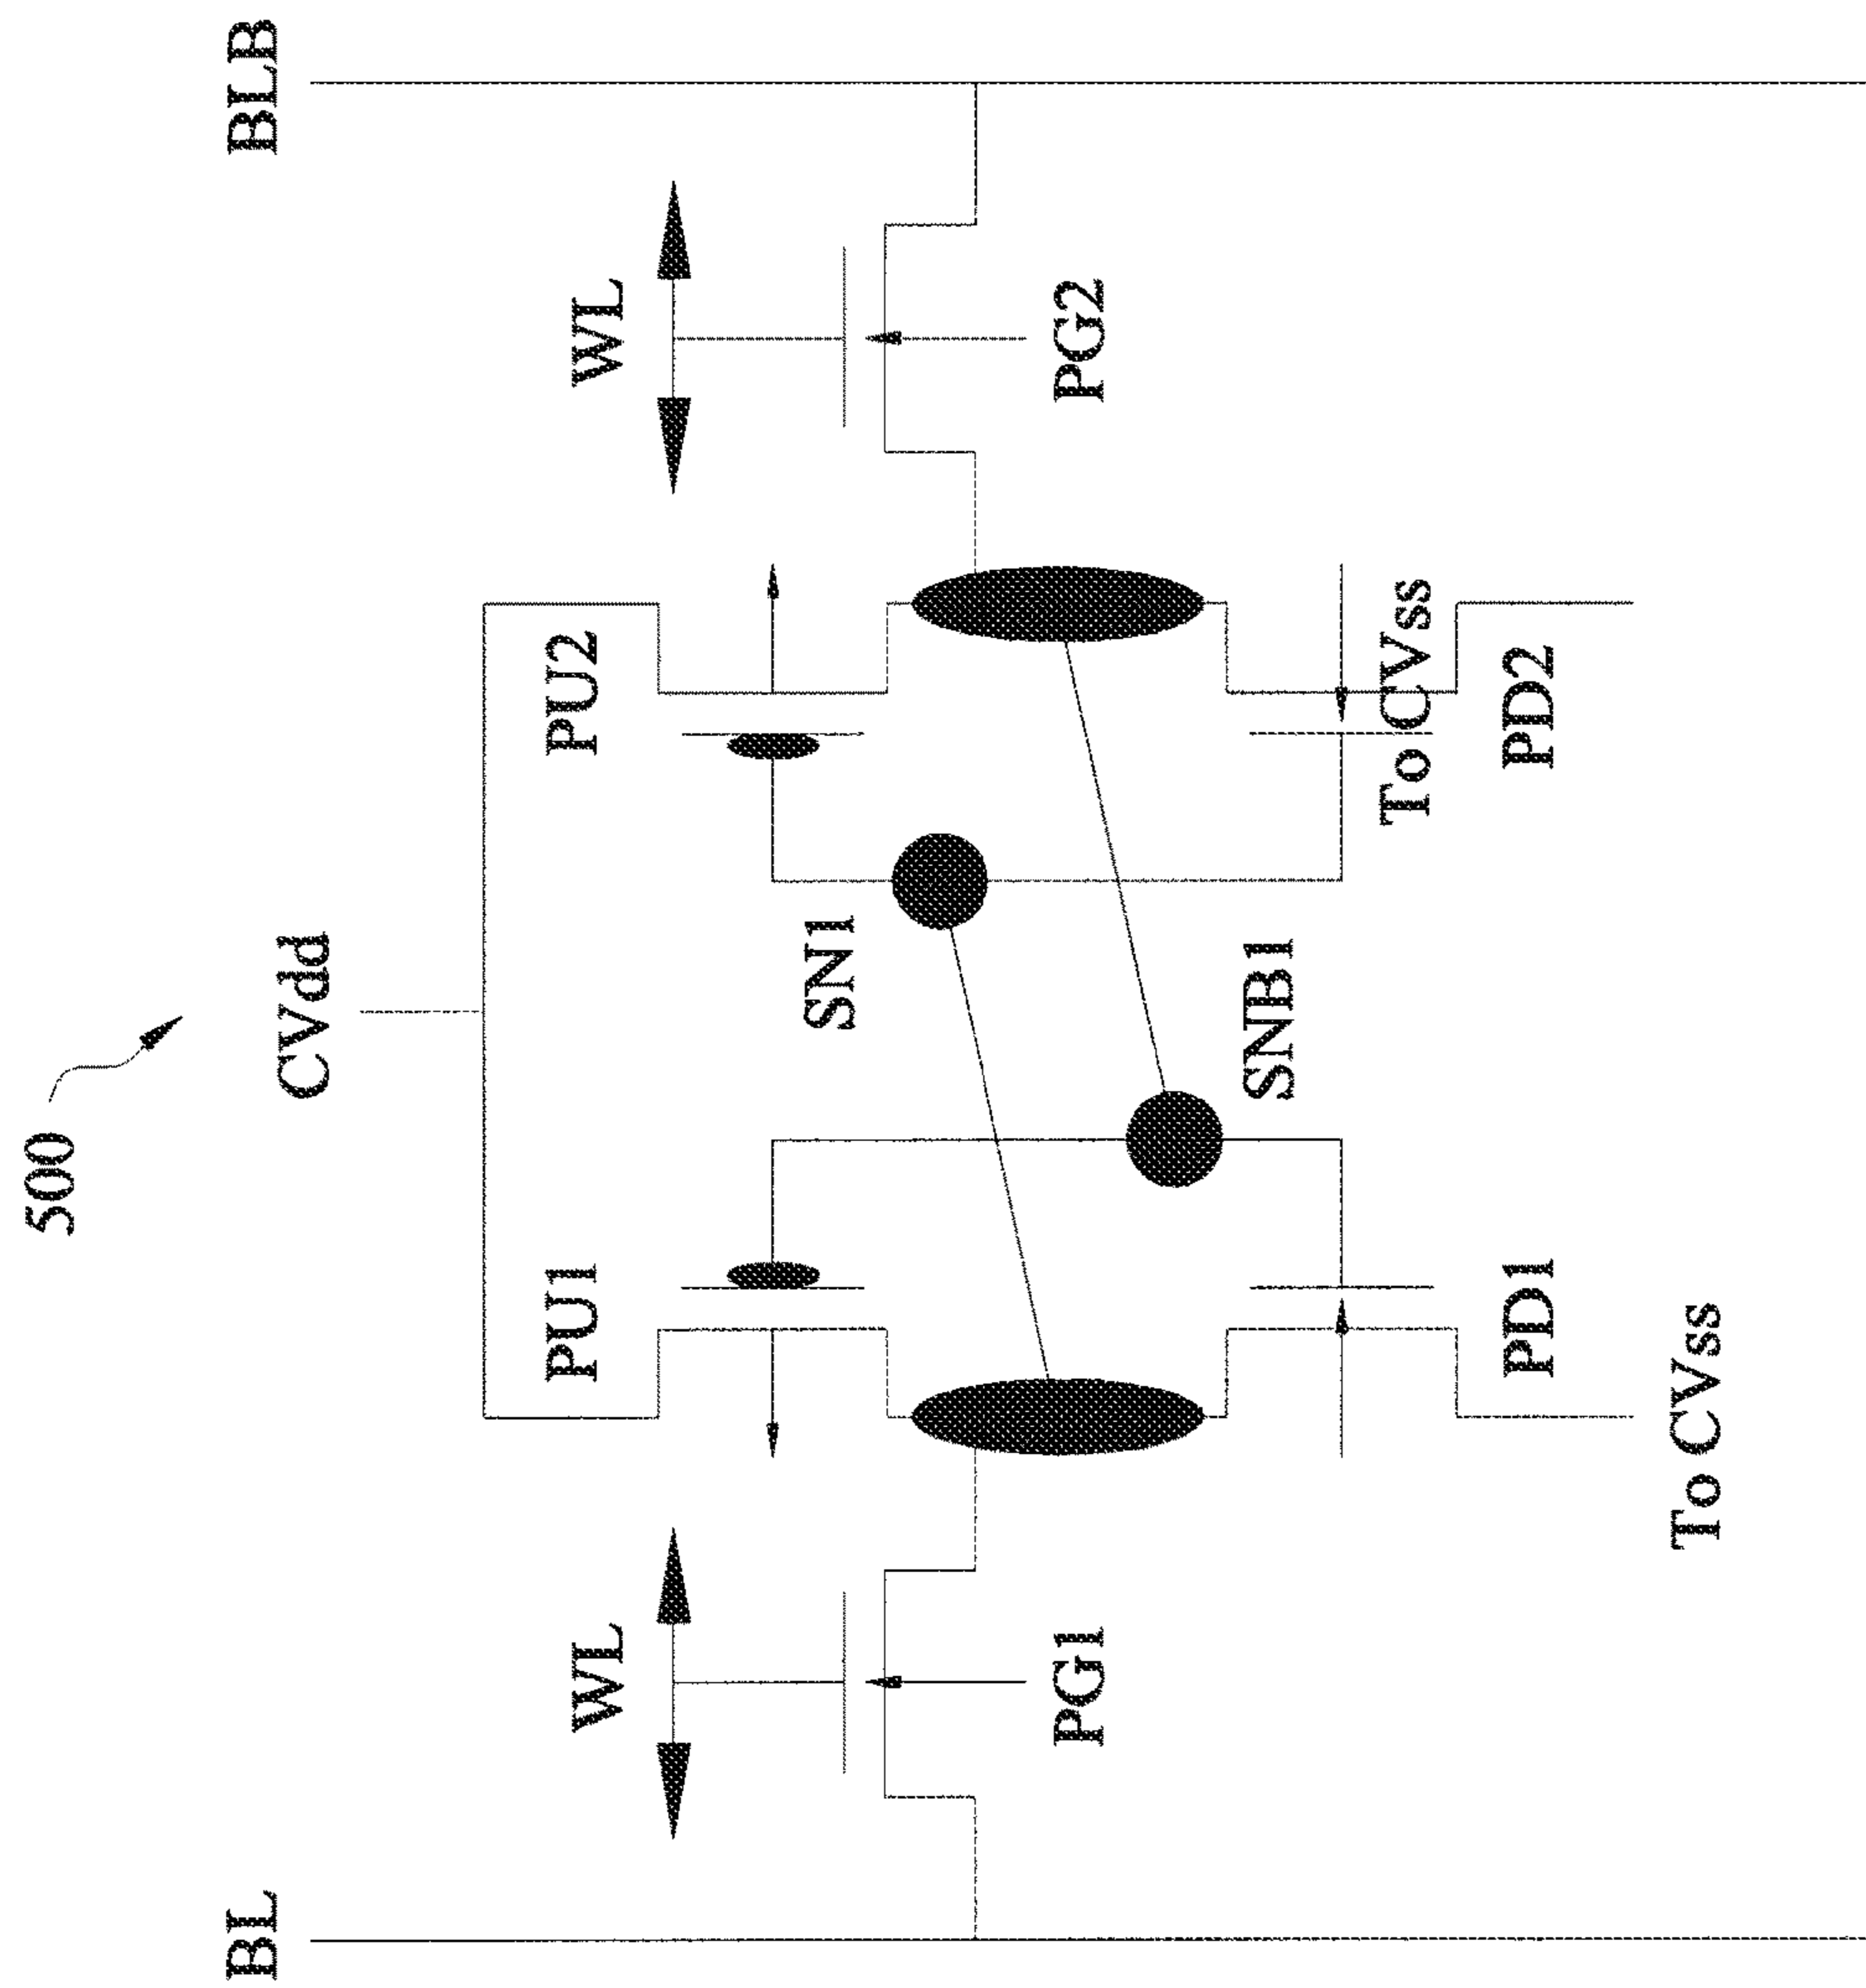 500
CVdd
BL
BLB
WL
WL
PU1
PU2
SN1
PG1
PG2
SNB1
To CVss
PD1
PD2
To CVss